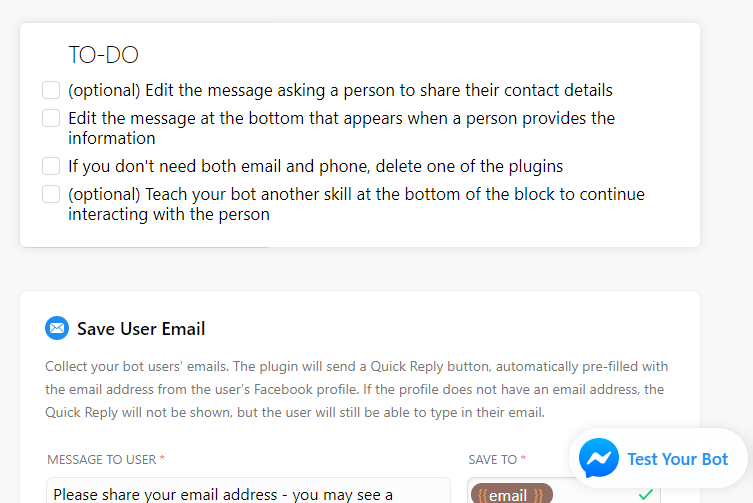 TO-DO
(optional) Edit the message asking a person to share their contact details
Edit the message at the bottom that appears when a person provides the
information
If you don't need both email and phone, delete one of the plugins
(optional) Teach your bot another skill at the bottom of the block to continue
interacting with the person
Save User Email
Collect your bot users’ emails. The plugin will send a Quick Reply button, automatically pre-filled with
the email address from the user’s Facebook profile. If the profile does not have an email address, the
Quick Reply will not be shown, but the user will still be able to type in their email.
MESSAGE TO USER *
SAVE TO *
Test Your Bot
Please share your email address - you may see a
{{email }}